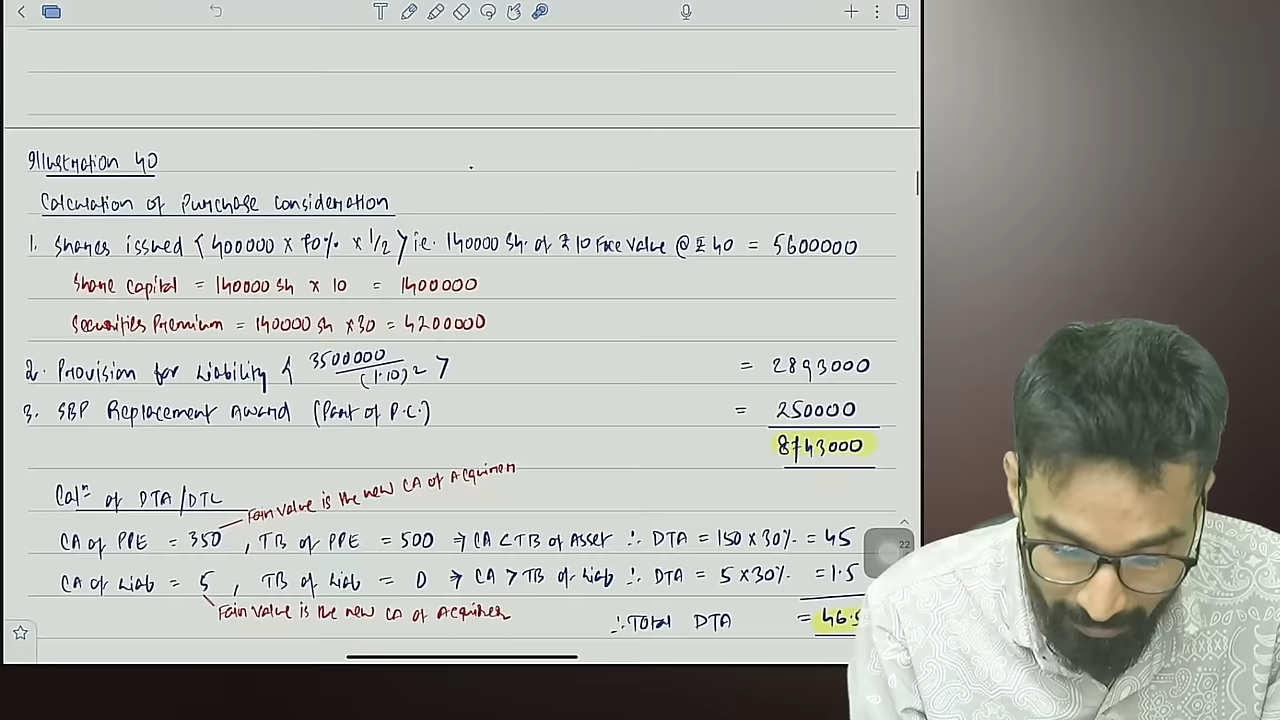 Illustration 40
Calculation of Purchase Consideration
1. Shares issued { 400000 x 70% x 1/2 } i.e. 140000 Sh. of ₹ 10 Face Value @ ₹ 40 = 5600000
Share Capital = 140000 sh x 10 = 1400000
Securities Premium = 140000 sh x 30 = 4200000
2. Provision for Liability { 3500000 / (1.10)2 } = 2893000
3. SBP Replacement Award (Part of P.C.) = 250000
8743000
Calⁿ of DTA/DTL
Fair Value is the new CA of Acquirer
CA of PPE = 350, TB of PPE = 500 ⇒ CA < TB of Asset ∴ DTA = 150 x 30% = 45
22
CA of Liab = 5, TB of Liab = 0 ⇒ CA > TB of Liab ∴ DTA = 5 x 30% = 1.5
Fair Value is the new CA of Acquirer
∴ Total DTA = 46.5